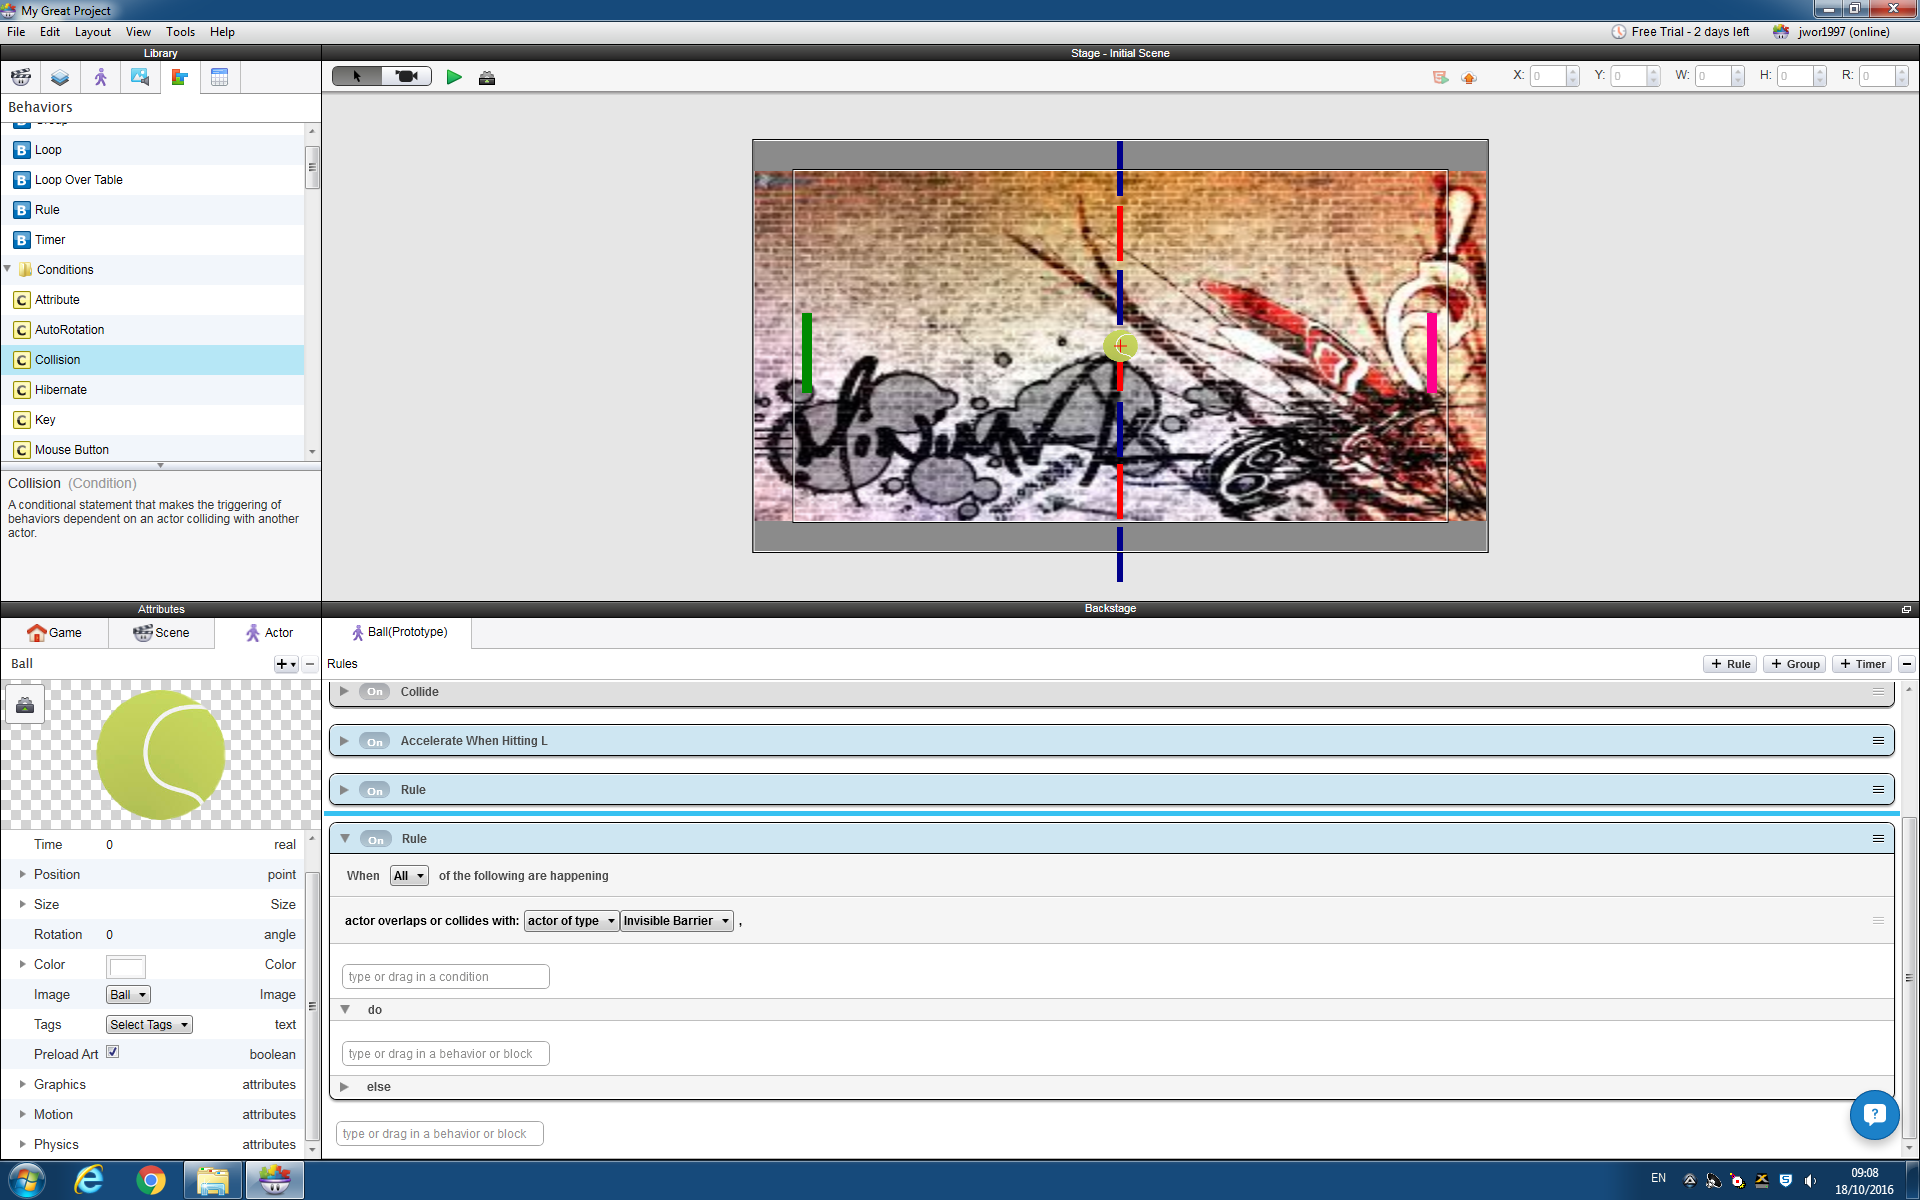 My Great Project
File Edit Layout View Tools Help
Free Trial - 2 days left
jwor1997 (online)
Library
Stage - Initial Scene
X: 0 Y: 0 W: 0 H: 0 R: 0
Behaviors
B Loop
B Loop Over Table
B Rule
B Timer
Conditions
C Attribute
C AutoRotation
C Collision
C Hibernate
C Key
C Mouse Button
Collision (Condition)
A conditional statement that makes the triggering of
behaviors dependent on an actor colliding with another
actor.
Attributes
Backstage
Game Scene Actor
Ball(Prototype)
Ball
Rules
+ Rule + Group + Timer
On Collide
On Accelerate When Hitting L
On Rule
On Rule
When All of the following are happening
actor overlaps or collides with: actor of type Invisible Barrier ,
type or drag in a condition
do
type or drag in a behavior or block
else
type or drag in a behavior or block
Time 0 real
Position point
Size Size
Rotation 0 angle
Color Color
Image Ball Image
Tags Select Tags text
Preload Art boolean
Graphics attributes
Motion attributes
Physics attributes
EN
09:08
18/10/2016